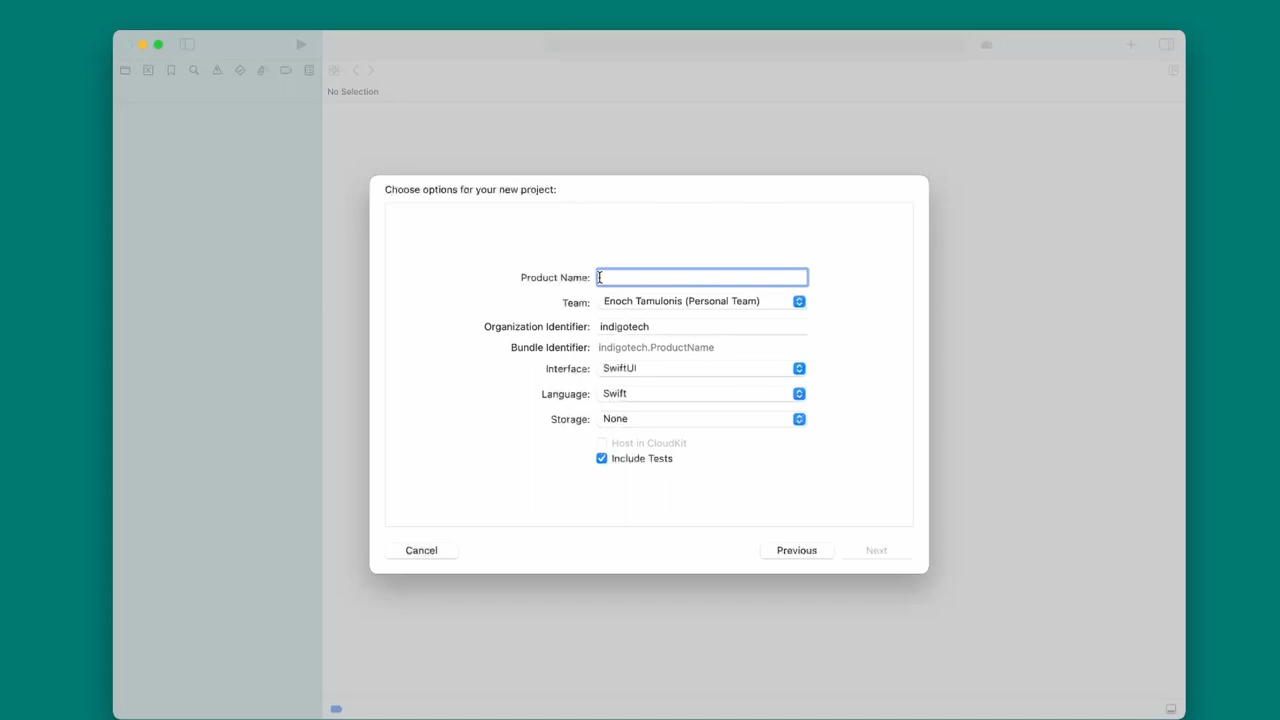 No Selection
Choose options for your new project:
Product Name:
Team: Enoch Tamulonis (Personal Team)
Organization Identifier: indigotech
Bundle Identifier: indigotech.ProductName
Interface: SwiftUI
Language: Swift
Storage: None
Host in CloudKit
Include Tests
Cancel Previous Next